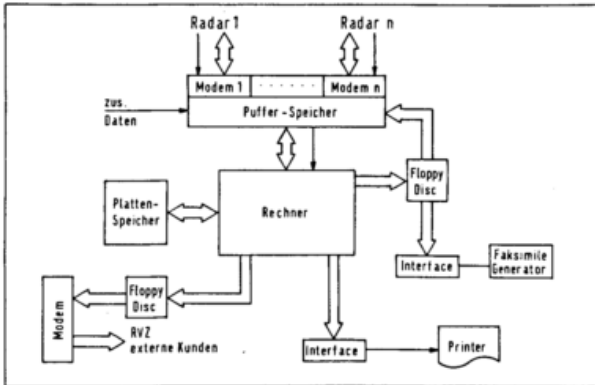 Radar 1
Radar n
Modem 1
......
Modem n
zus.
Daten
Puffer-Speicher
Floppy
Disc
Platten-
Speicher
Rechner
Interface
Faksimile
Generator
Floppy
Disc
Modem
RVZ
externe Kunden
Interface
Printer